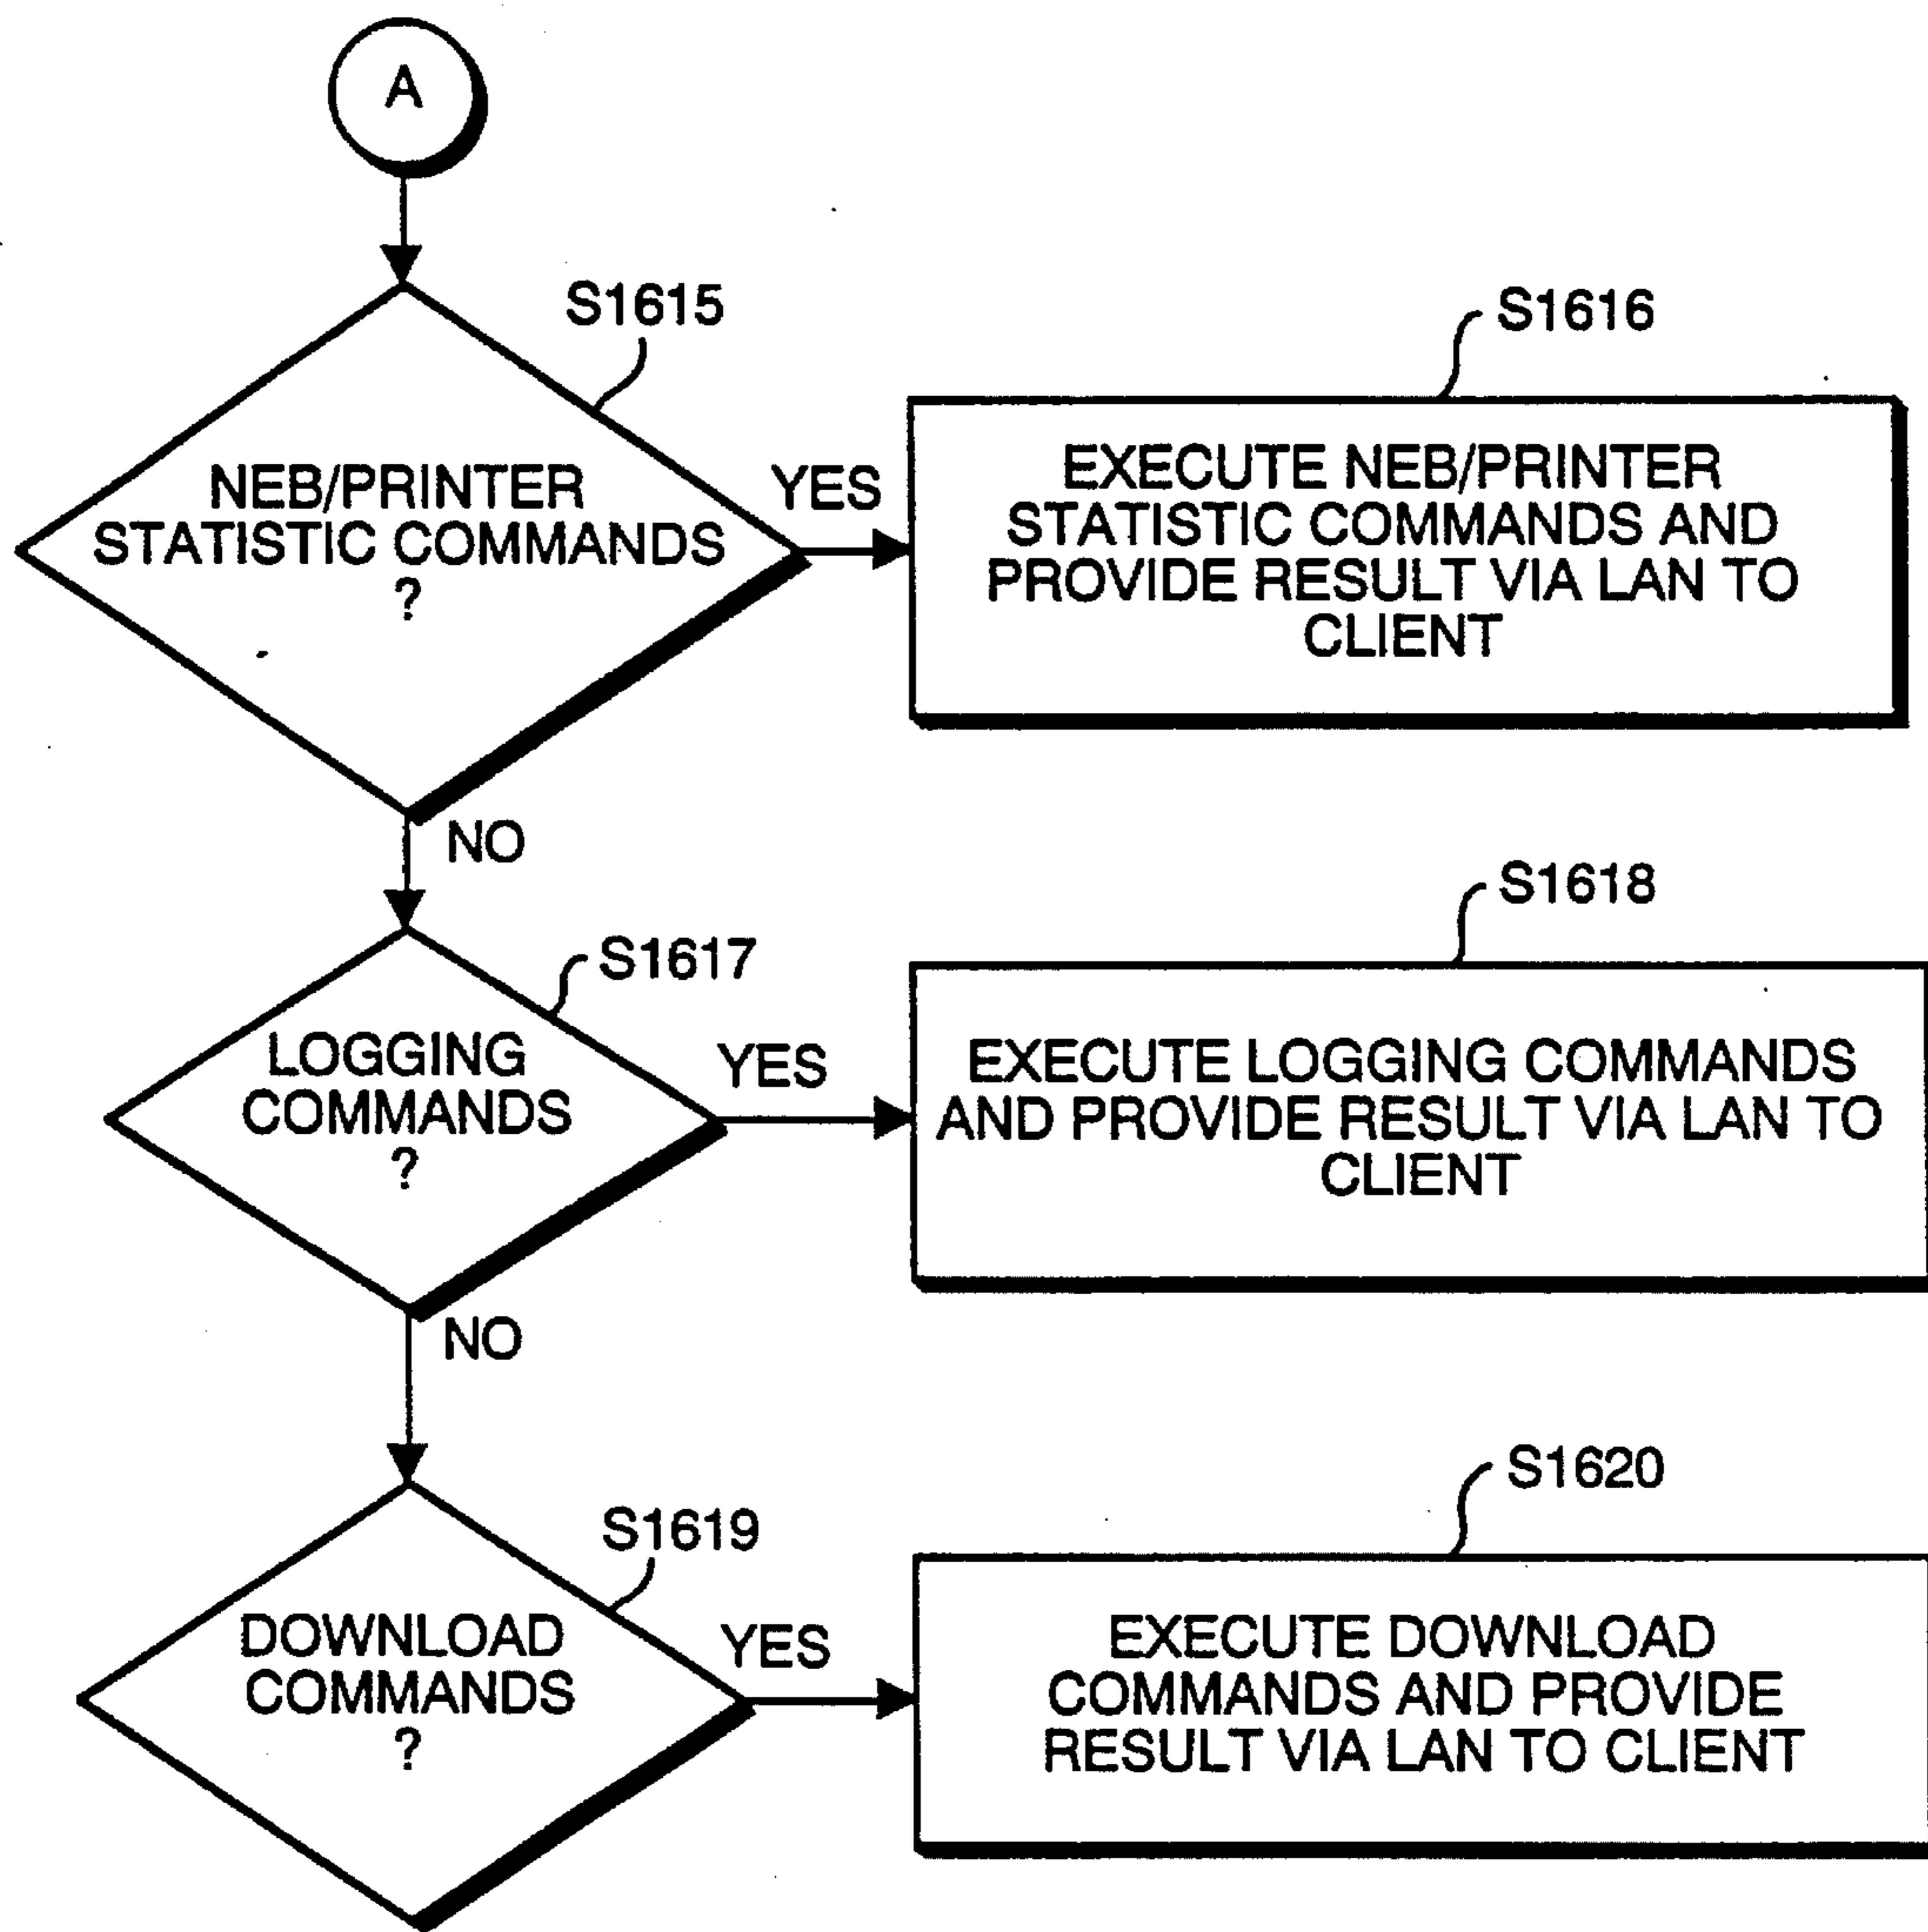 A
S1615
NEB/PRINTER
STATISTIC COMMANDS
?
YES
S1616
EXECUTE NEB/PRINTER
STATISTIC COMMANDS AND
PROVIDE RESULT VIA LAN TO
CLIENT
NO
S1617
LOGGING
COMMANDS
?
YES
S1618
EXECUTE LOGGING COMMANDS
AND PROVIDE RESULT VIA LAN TO
CLIENT
NO
S1619
DOWNLOAD
COMMANDS
?
YES
S1620
EXECUTE DOWNLOAD
COMMANDS AND PROVIDE
RESULT VIA LAN TO CLIENT